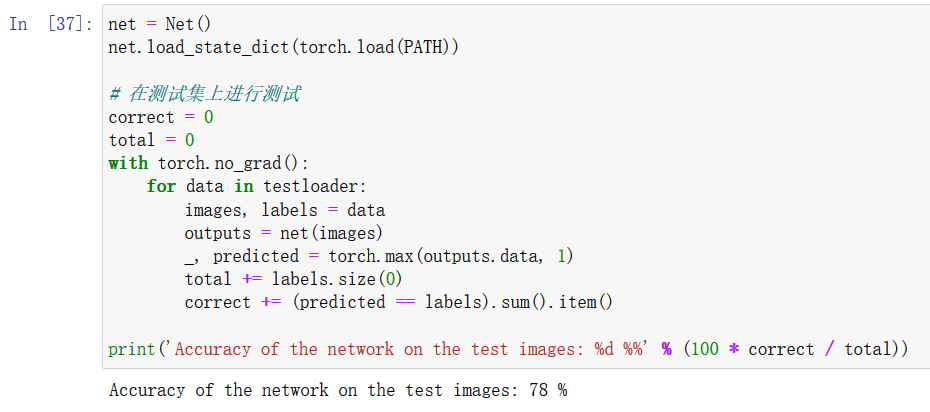 In [37]: net = Net()
net.load_state_dict(torch.load(PATH))
# 在测试集上进行测试
correct = 0
total = 0
with torch.no_grad():
    for data in testloader:
        images, labels = data
        outputs = net(images)
        _, predicted = torch.max(outputs.data, 1)
        total += labels.size(0)
        correct += (predicted == labels).sum().item()
print('Accuracy of the network on the test images: %d %%' % (100 * correct / total))
Accuracy of the network on the test images: 78 %